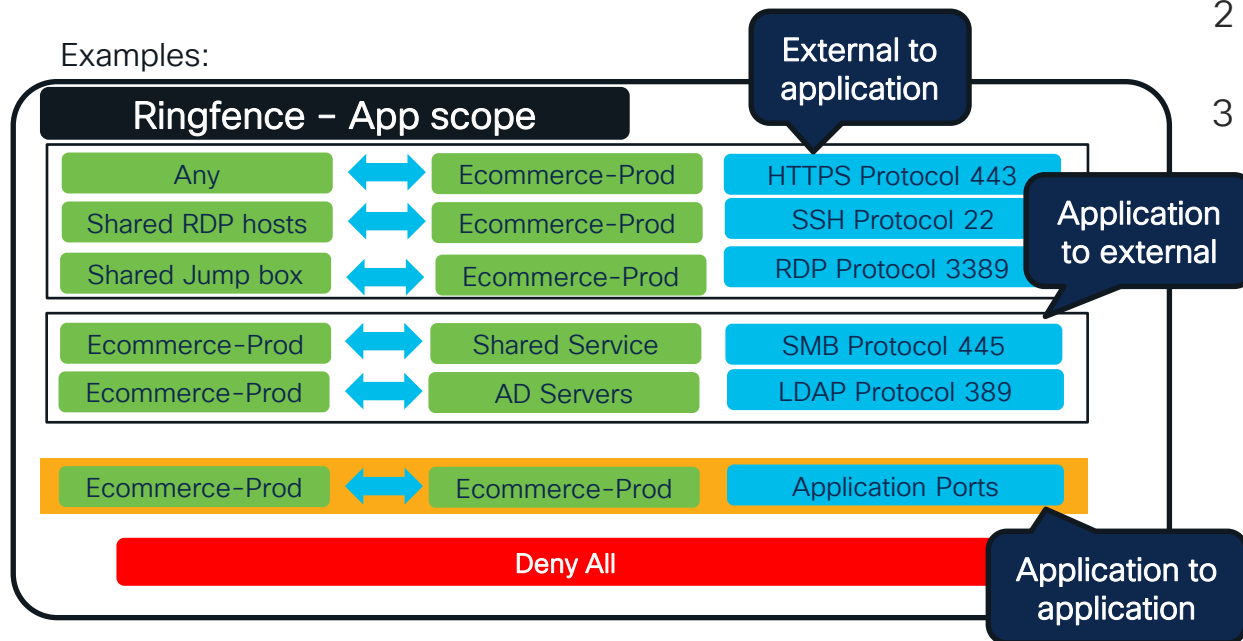 2
Examples:
External to
application
3
Ringfence – App scope
Any Ecommerce-Prod HTTPS Protocol 443
Shared RDP hosts Ecommerce-Prod SSH Protocol 22
Shared Jump box Ecommerce-Prod RDP Protocol 3389
Application
to external
Ecommerce-Prod Shared Service SMB Protocol 445
Ecommerce-Prod AD Servers LDAP Protocol 389
Ecommerce-Prod Ecommerce-Prod Application Ports
Deny All
Application to
application